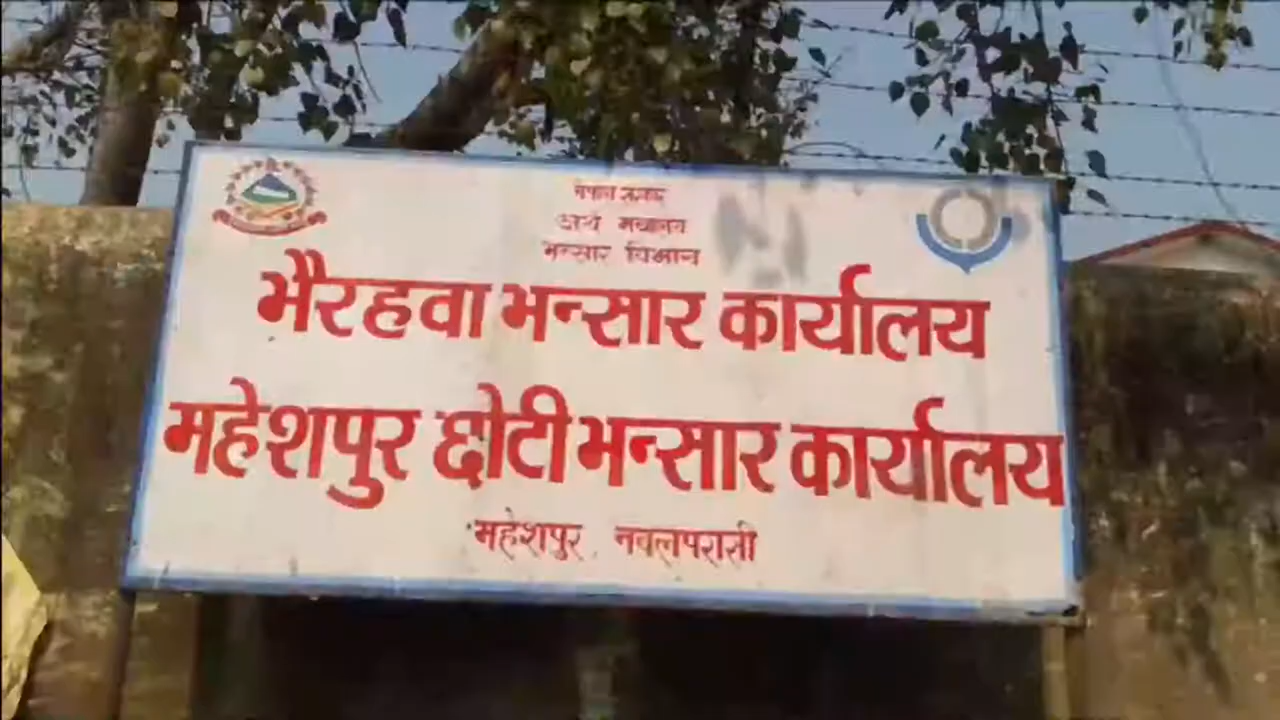 नेपाल सरकार
अर्थ मन्त्रालय
भन्सार विभाग
भैरहवा भन्सार कार्यालय
महेशपुर छोटी भन्सार कार्यालय
महेशपुर, नवलपरासी